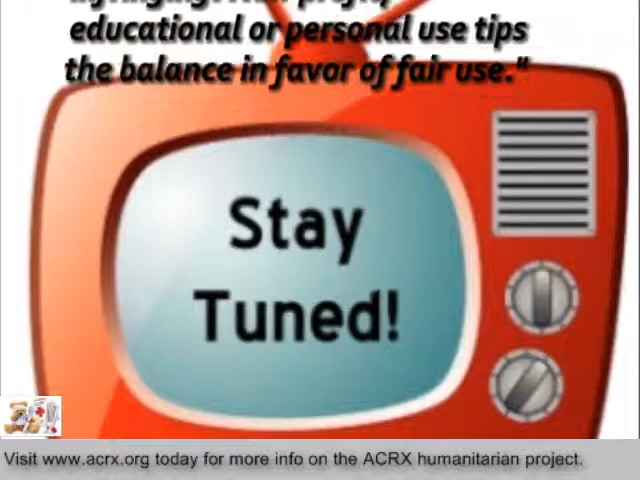 educational or personal use tips
the balance in favor of fair use."
Stay
Tuned!
Visit www.acrx.org today for more info on the ACRX humanitarian project.